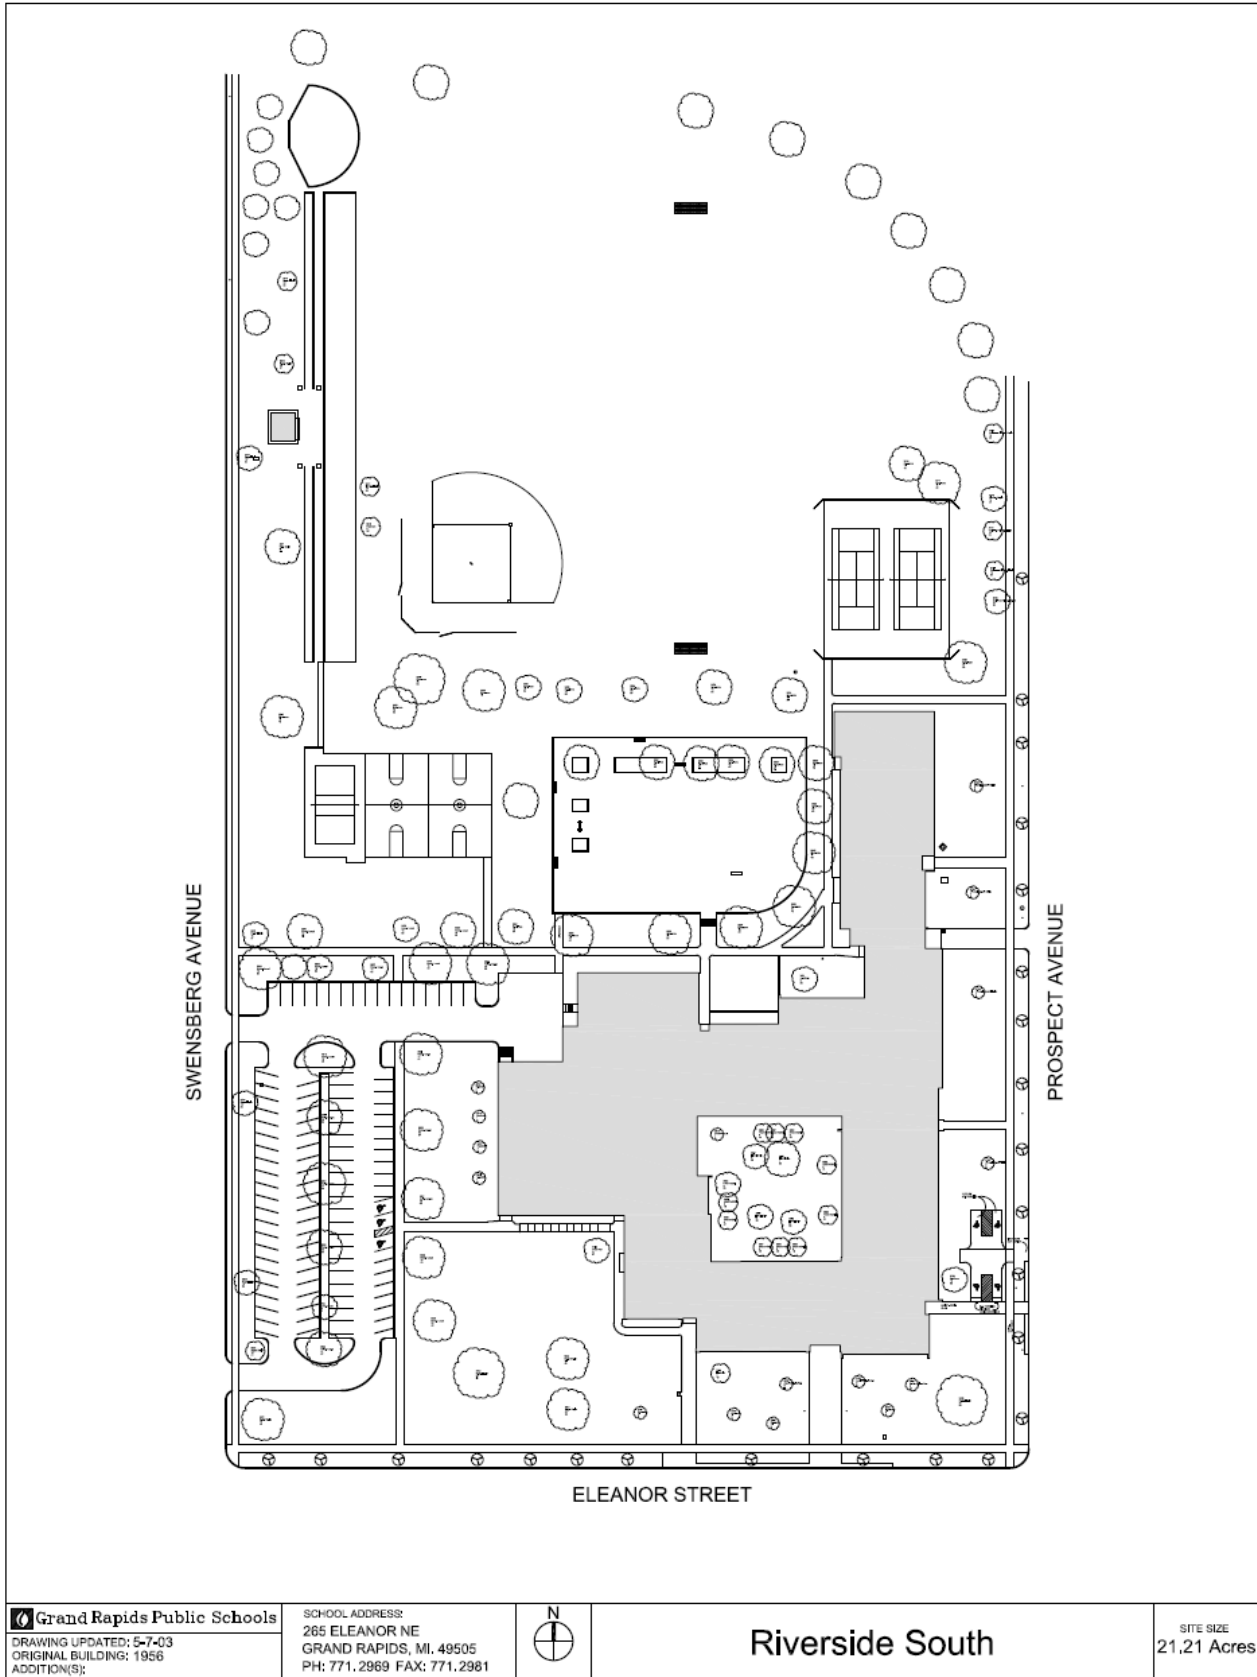 SWENSBERG AVENUE
PROSPECT AVENUE
ELEANOR STREET
Grand Rapids Public Schools
DRAWING UPDATED: 5-7-03
ORIGINAL BUILDING: 1956
ADDITION(S):
SCHOOL ADDRESS:
265 ELEANOR NE
GRAND RAPIDS, MI. 49505
PH: 771.2969 FAX: 771.2981
N
Riverside South
SITE SIZE
21.21 Acres